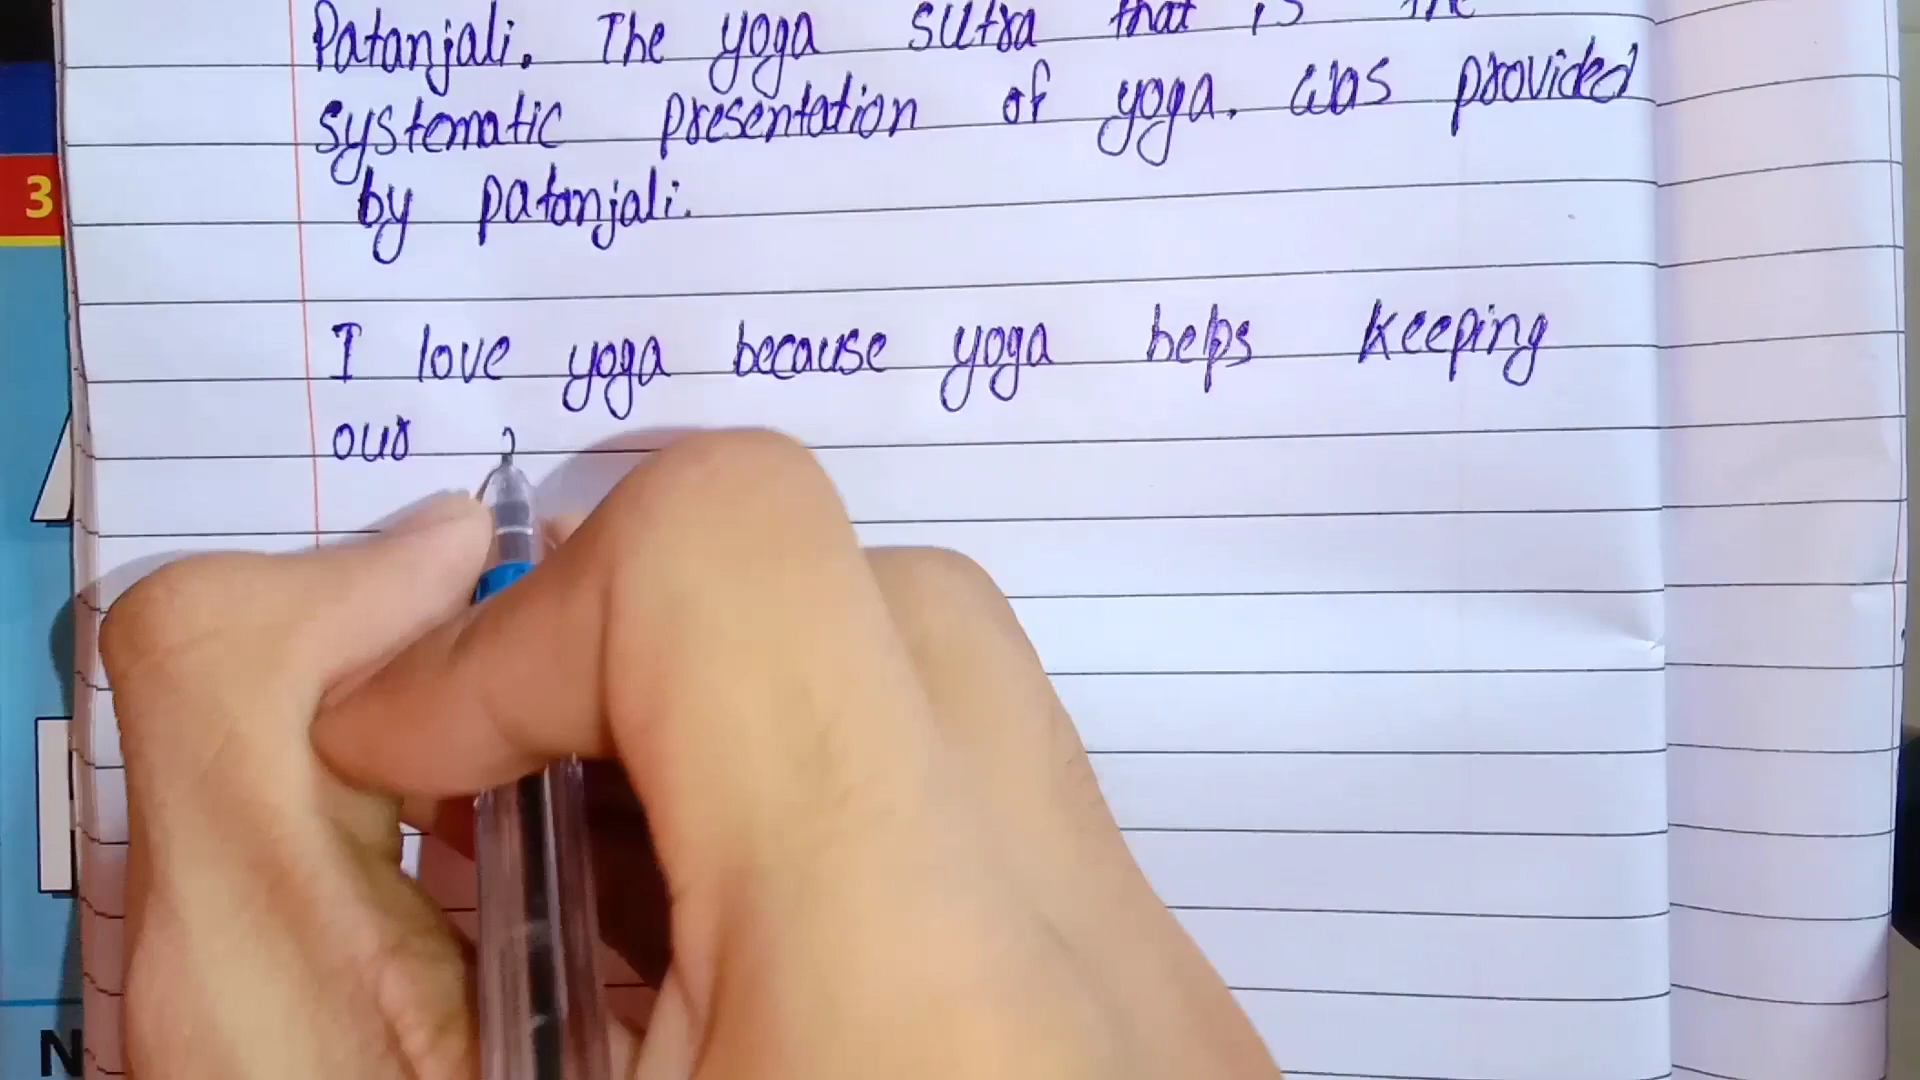 Patanjali. The yoga sutra that is the
systematic presentation of yoga. was provided
by patanjali.
I love yoga because yoga helps keeping
our
3
N